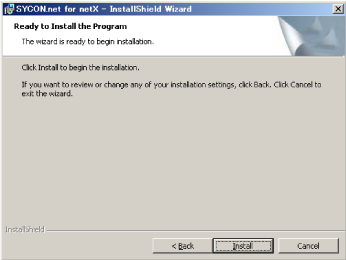 SYCON.net for netX - InstallShield Wizard
Ready to Install the Program
The wizard is ready to begin installation.
Click Install to begin the installation.
If you want to review or change any of your installation settings, click Back. Click Cancel to
exit the wizard.
InstallShield
< Back
Install
Cancel